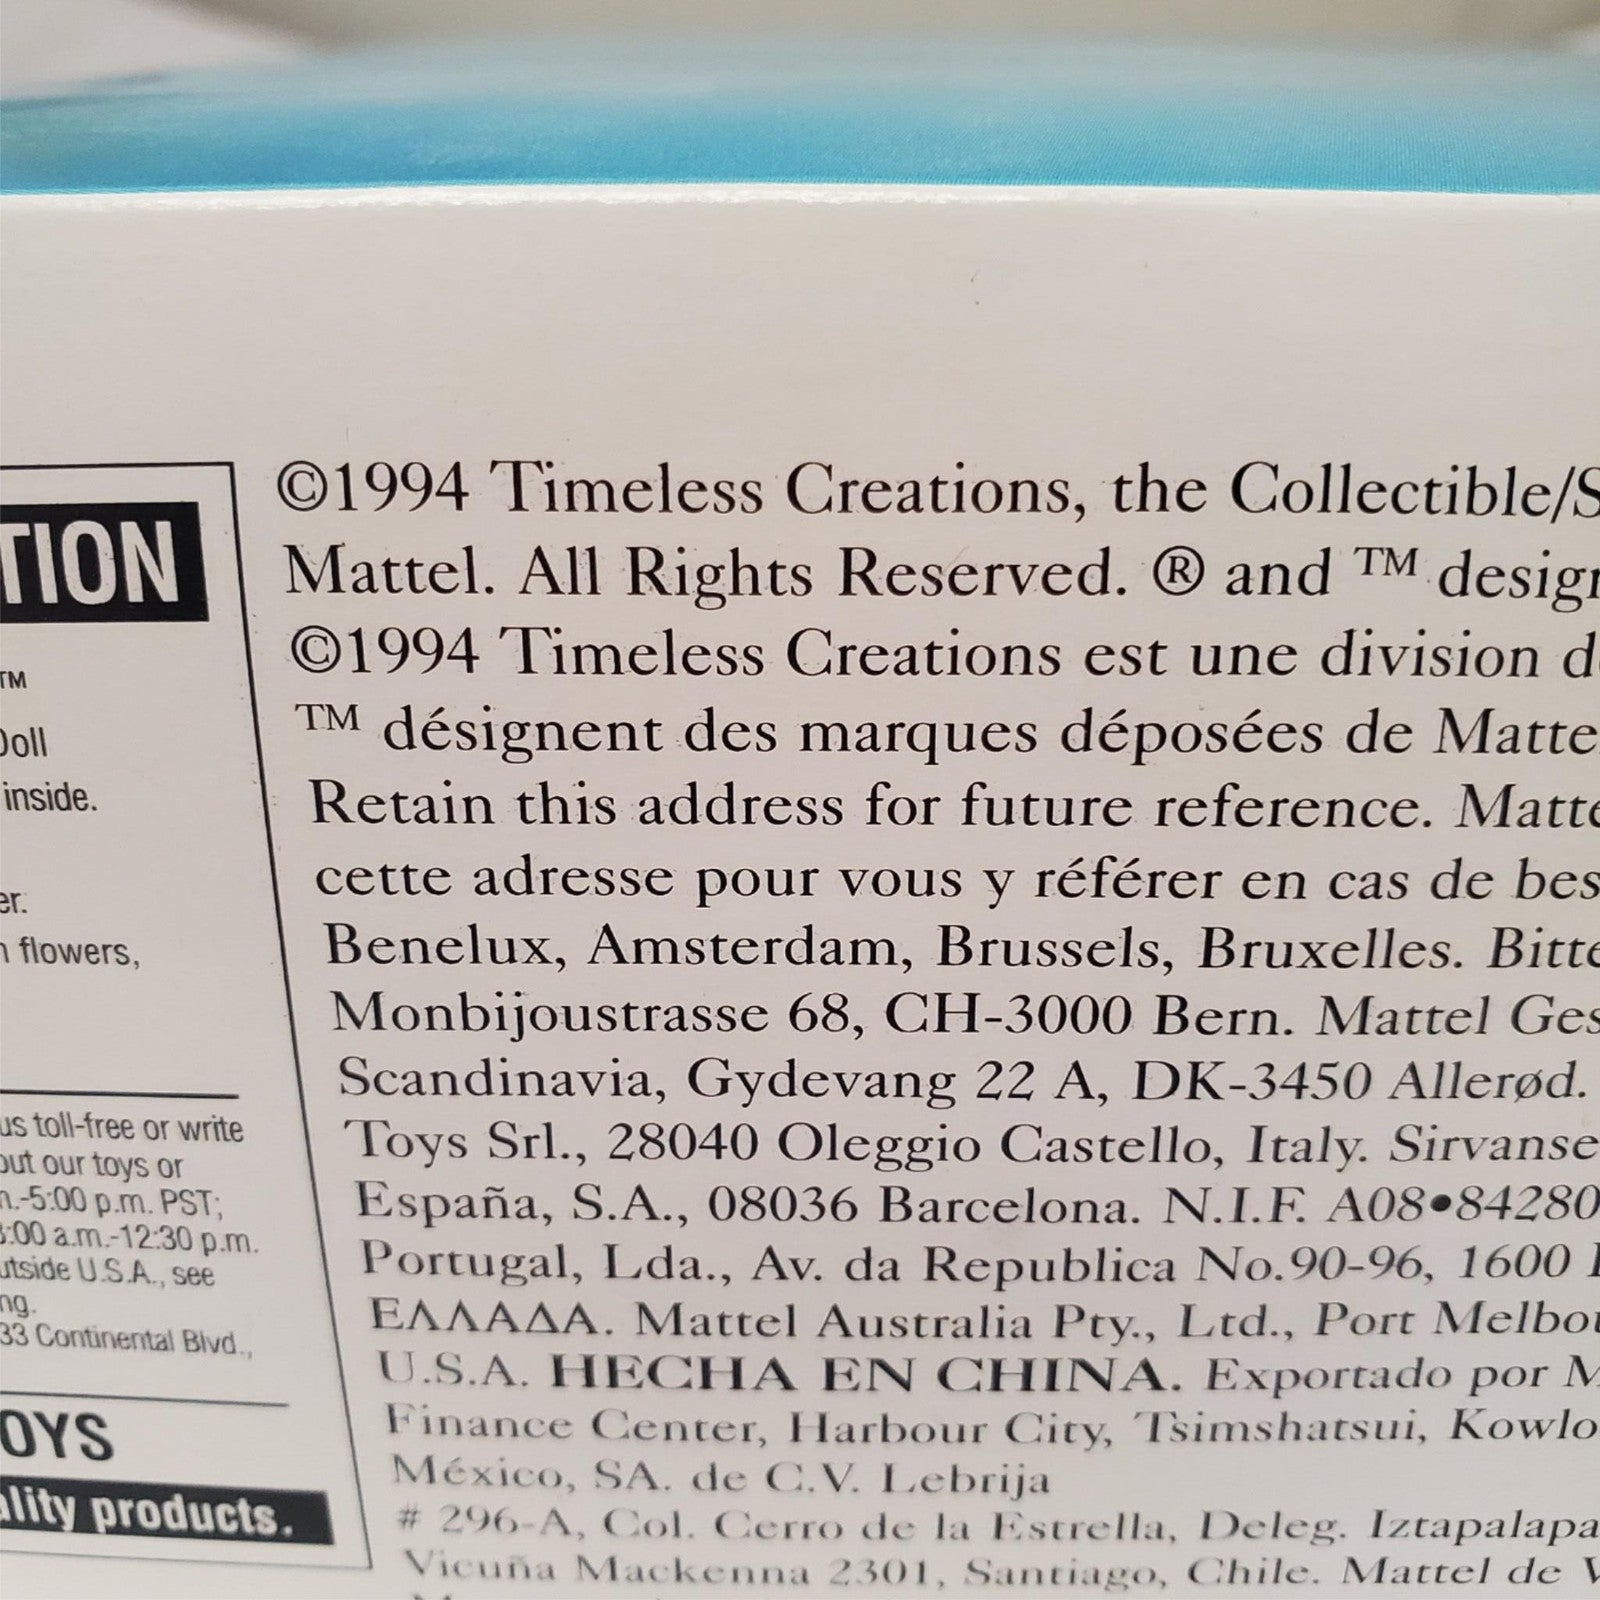 TION
TM
Doll
inside.
er.
flowers,
us toll-free or write
out our toys or
-5:00 p.m. PST;
8:00 a.m.-12:30 p.m.
utside U.S.A., see
ng.
33 Continental Blvd.,
OYS
ality products.
©1994 Timeless Creations, the Collectible/S
Mattel. All Rights Reserved. ® and ™ design
©1994 Timeless Creations est une division de
™ désignent des marques déposées de Matte
Retain this address for future reference. Matte
cette adresse pour vous y référer en cas de bes
Benelux, Amsterdam, Brussels, Bruxelles. Bitte
Monbijoustrasse 68, CH-3000 Bern. Mattel Ges
Scandinavia, Gydevang 22 A, DK-3450 Allerød.
Toys Srl., 28040 Oleggio Castello, Italy. Sirvanse
España, S.A., 08036 Barcelona. N.I.F. A08•84280
Portugal, Lda., Av. da Republica No.90-96, 1600
ΕΛΛΑΔΑ. Mattel Australia Pty., Ltd., Port Melbou
U.S.A. HECHA EN CHINA. Exportado por M
Finance Center, Harbour City, Tsimshatsui, Kowlo
México, SA. de C.V. Lebrija
# 296-A, Col. Cerro de la Estrella, Deleg. Iztapalapa
Vicuña Mackenna 2301, Santiago, Chile. Mattel de V